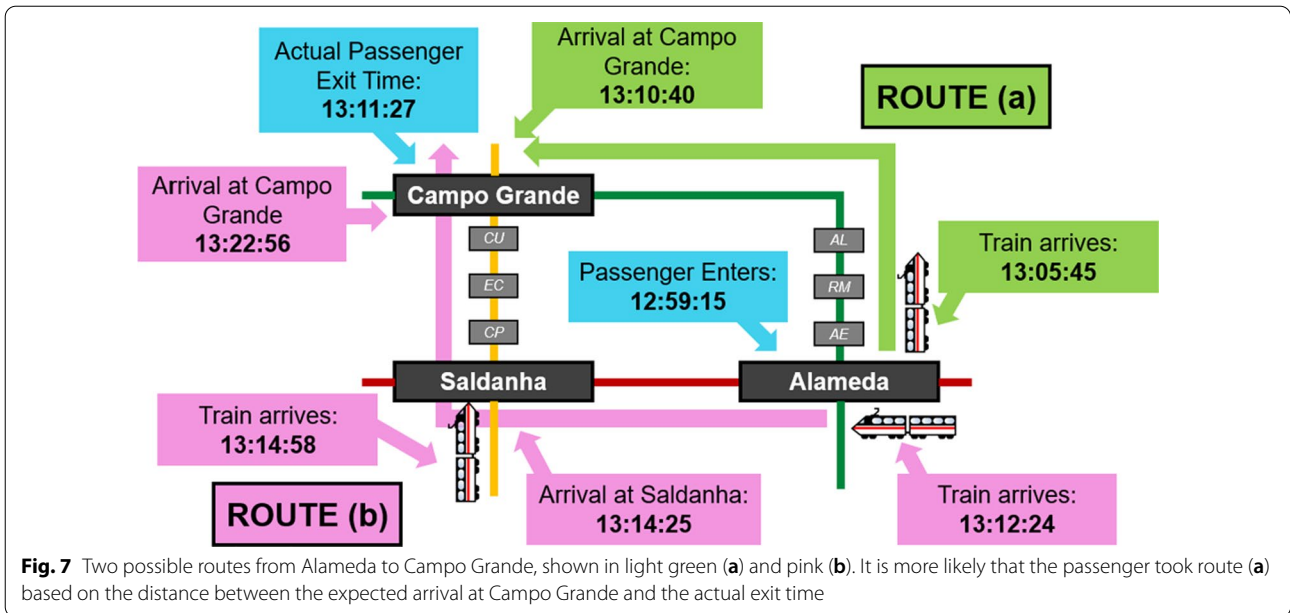 Actual Passenger
Exit Time:
13:11:27
Arrival at Campo
Grande:
13:10:40
ROUTE (a)
Arrival at Campo
Grande
13:22:56
Campo Grande
CU
EC
CP
AL
RM
AE
Passenger Enters:
12:59:15
Train arrives:
13:05:45
Saldanha
Alameda
Train arrives:
13:14:58
ROUTE (b)
Arrival at Saldanha:
13:14:25
Train arrives:
13:12:24
Fig. 7 Two possible routes from Alameda to Campo Grande, shown in light green (a) and pink (b). It is more likely that the passenger took route (a)
based on the distance between the expected arrival at Campo Grande and the actual exit time